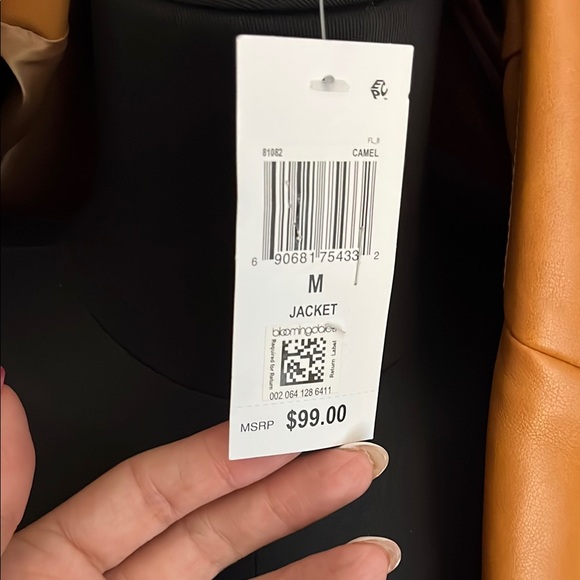 EC
FL_8
81082 CAMEL
6 90681 75433 2
M
JACKET
bloomingdale's
Required for Return
Return Label
002 064 128 6411
MSRP $99.00